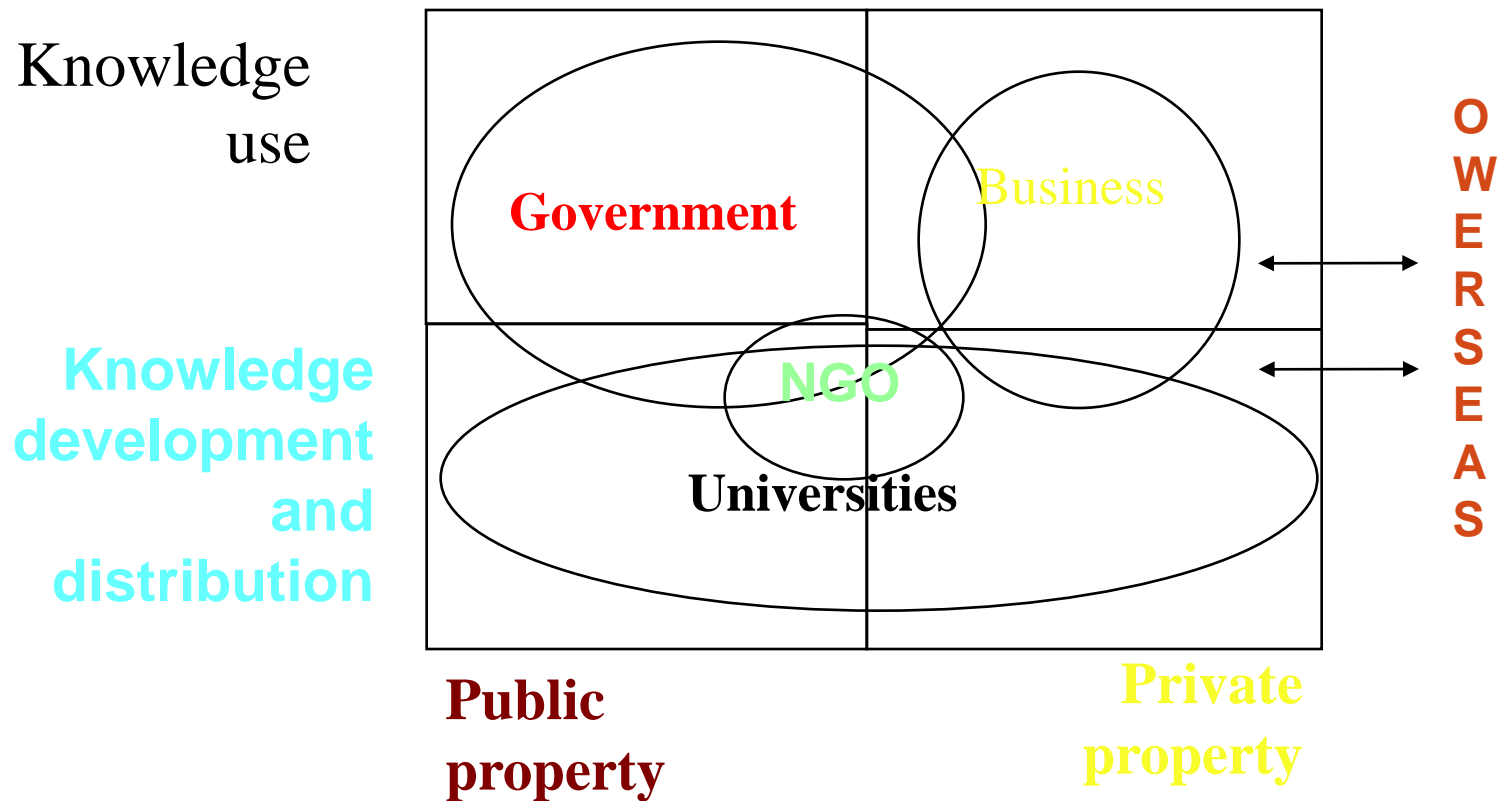 Knowledge
use
Government
Business
Knowledge
development
and
distribution
NGO
Universities
Public
property
Private
property
O
W
E
R
S
E
A
S